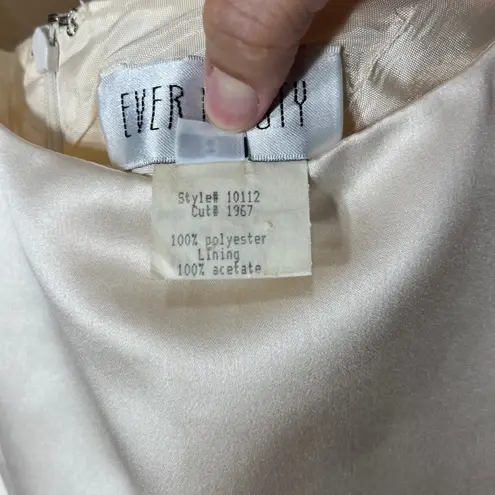 EVER
Style# 10112
Cut# 1967
100% polyester
Lining
100% acetate